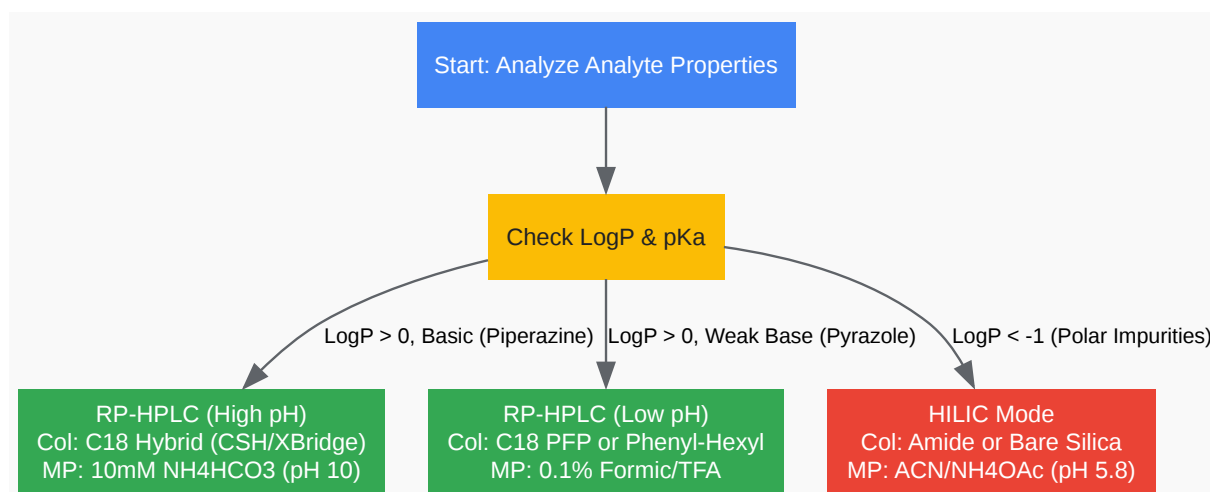 Start: Analyze Analyte Properties
Check LogP & pKa
LogP > 0, Basic (Piperazine)
LogP > 0, Weak Base (Pyrazole)
LogP < -1 (Polar Impurities)
RP-HPLC (High pH)
Col: C18 Hybrid (CSH/XBridge)
MP: 10mM NH4HCO3 (pH 10)
RP-HPLC (Low pH)
Col: C18 PFP or Phenyl-Hexyl
MP: 0.1% Formic/TFA
HILIC Mode
Col: Amide or Bare Silica
MP: ACN/NH4OAc (pH 5.8)